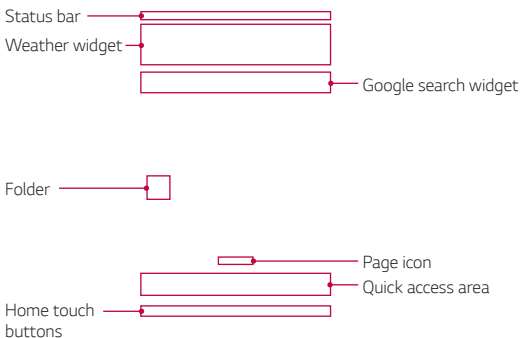 Status bar
Weather widget
Google search widget
Folder
Page icon
Quick access area
Home touch
buttons